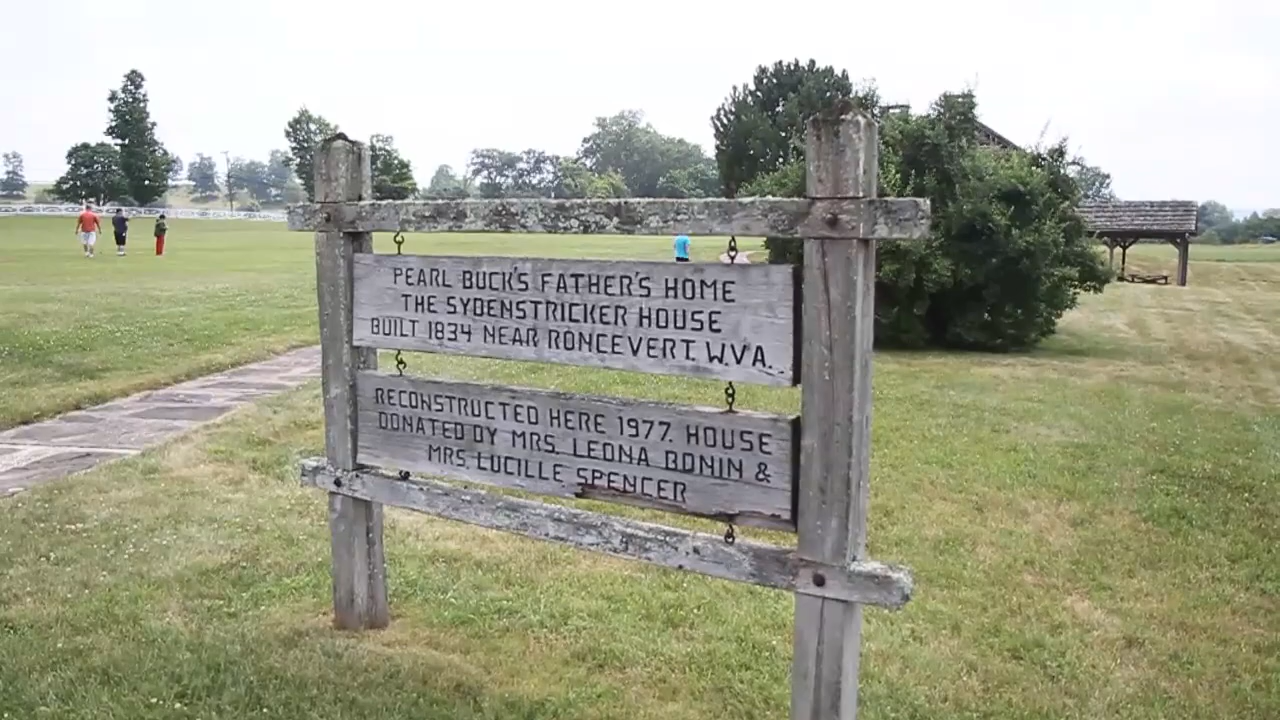 PEARL BUCK'S FATHER'S HOME
THE SYDENSTRICKER HOUSE
BUILT 1834 NEAR RONCEVERT. W.VA.
RECONSTRUCTED HERE 1977. HOUSE
DONATED BY MRS. LEONA BONIN &
MRS. LUCILLE SPENCER